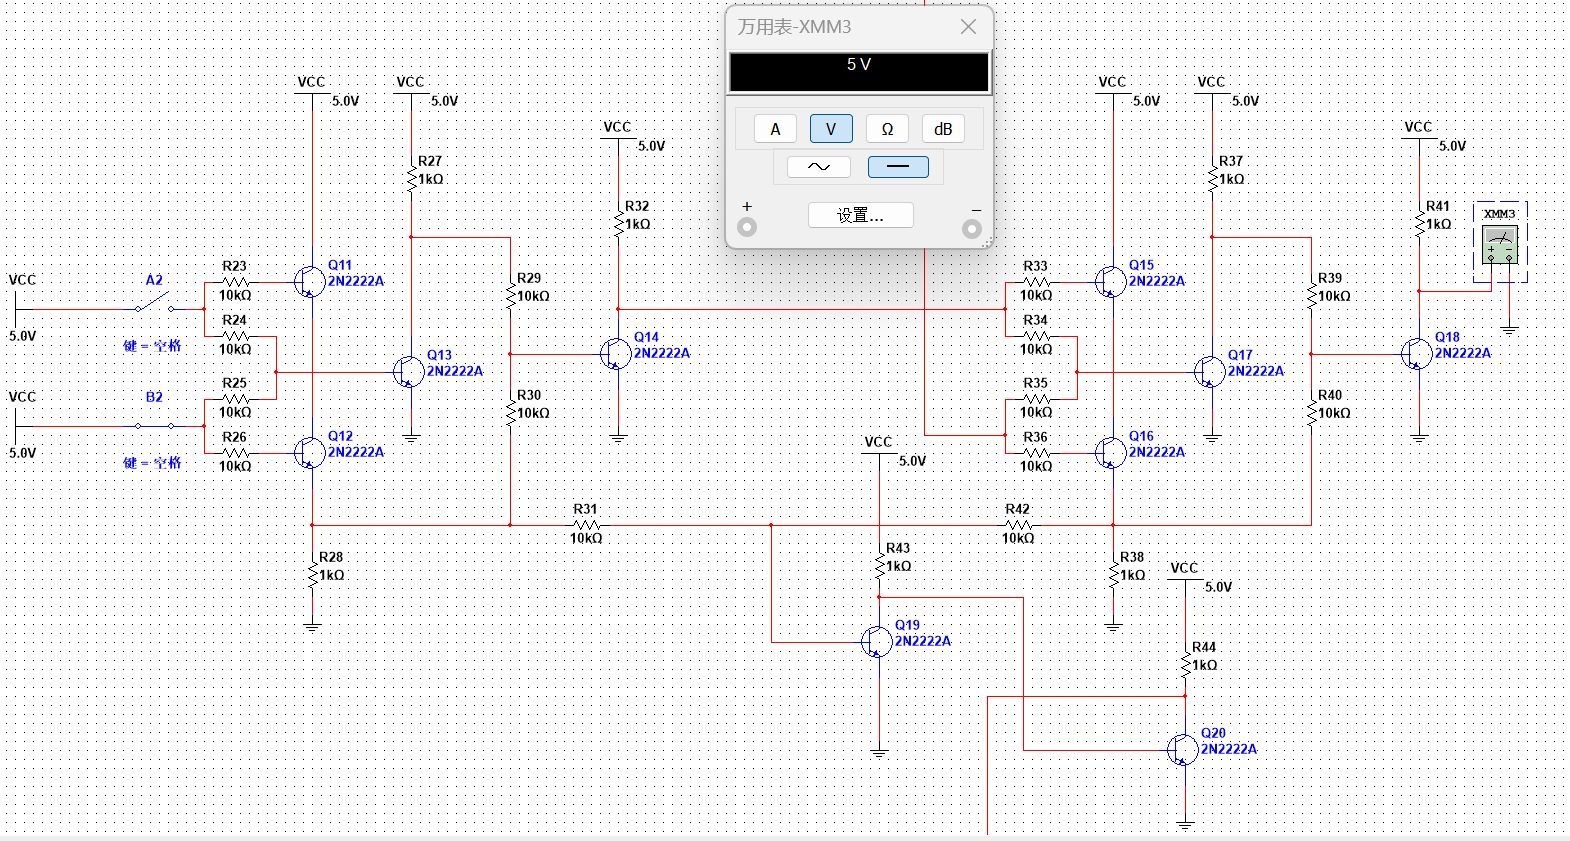 万用表-XMM3
5 V
A
V
Ω
dB
+
设置...
−
VCC
5.0V
VCC
5.0V
VCC
5.0V
VCC
5.0V
VCC
5.0V
VCC
5.0V
R27
1kΩ
R32
1kΩ
R37
1kΩ
R41
1kΩ
XMM3
+ −
VCC
5.0V
A2
键 = 空格
R23
10kΩ
Q11
2N2222A
R24
10kΩ
R29
10kΩ
Q14
2N2222A
Q13
2N2222A
VCC
5.0V
B2
键 = 空格
R25
10kΩ
R26
10kΩ
Q12
2N2222A
R30
10kΩ
R33
10kΩ
Q15
2N2222A
R34
10kΩ
R39
10kΩ
Q18
2N2222A
Q17
2N2222A
R35
10kΩ
R36
10kΩ
Q16
2N2222A
R40
10kΩ
VCC
5.0V
R31
10kΩ
R42
10kΩ
R28
1kΩ
R43
1kΩ
R38
1kΩ
VCC
5.0V
Q19
2N2222A
R44
1kΩ
Q20
2N2222A